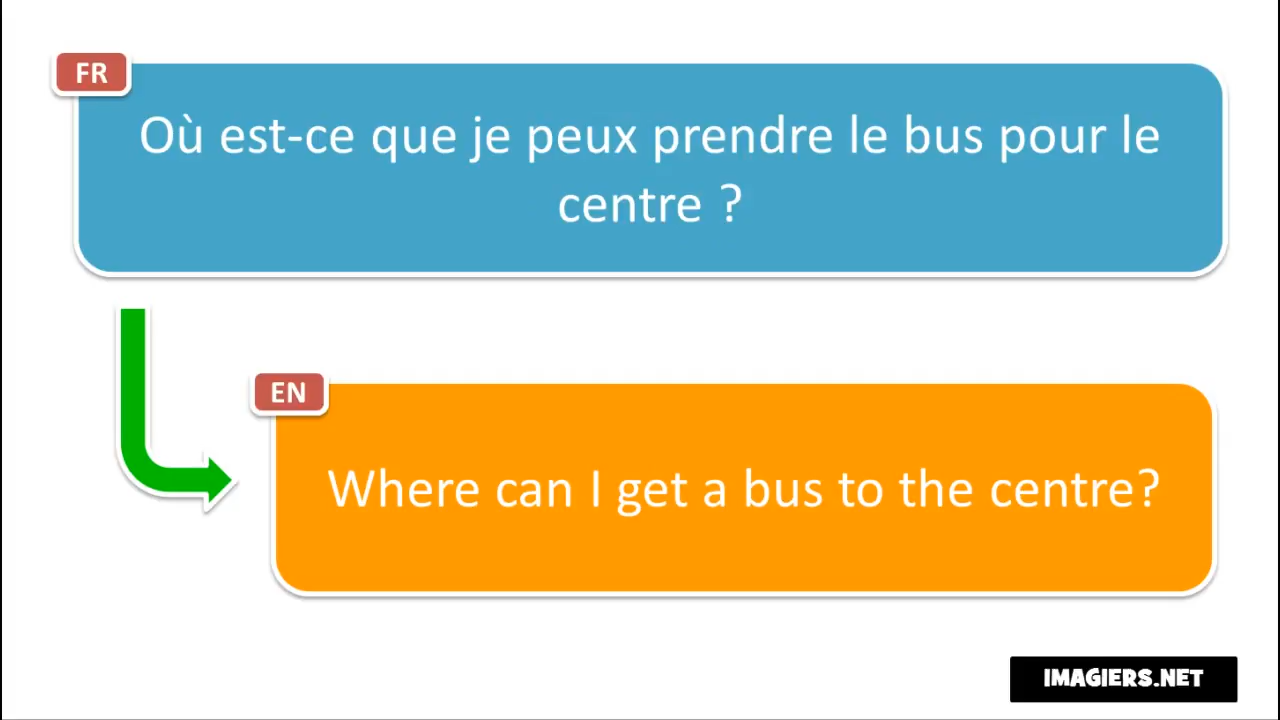 FR
Où est-ce que je peux prendre le bus pour le
centre ?
EN
Where can I get a bus to the centre?
IMAGIERS.NET